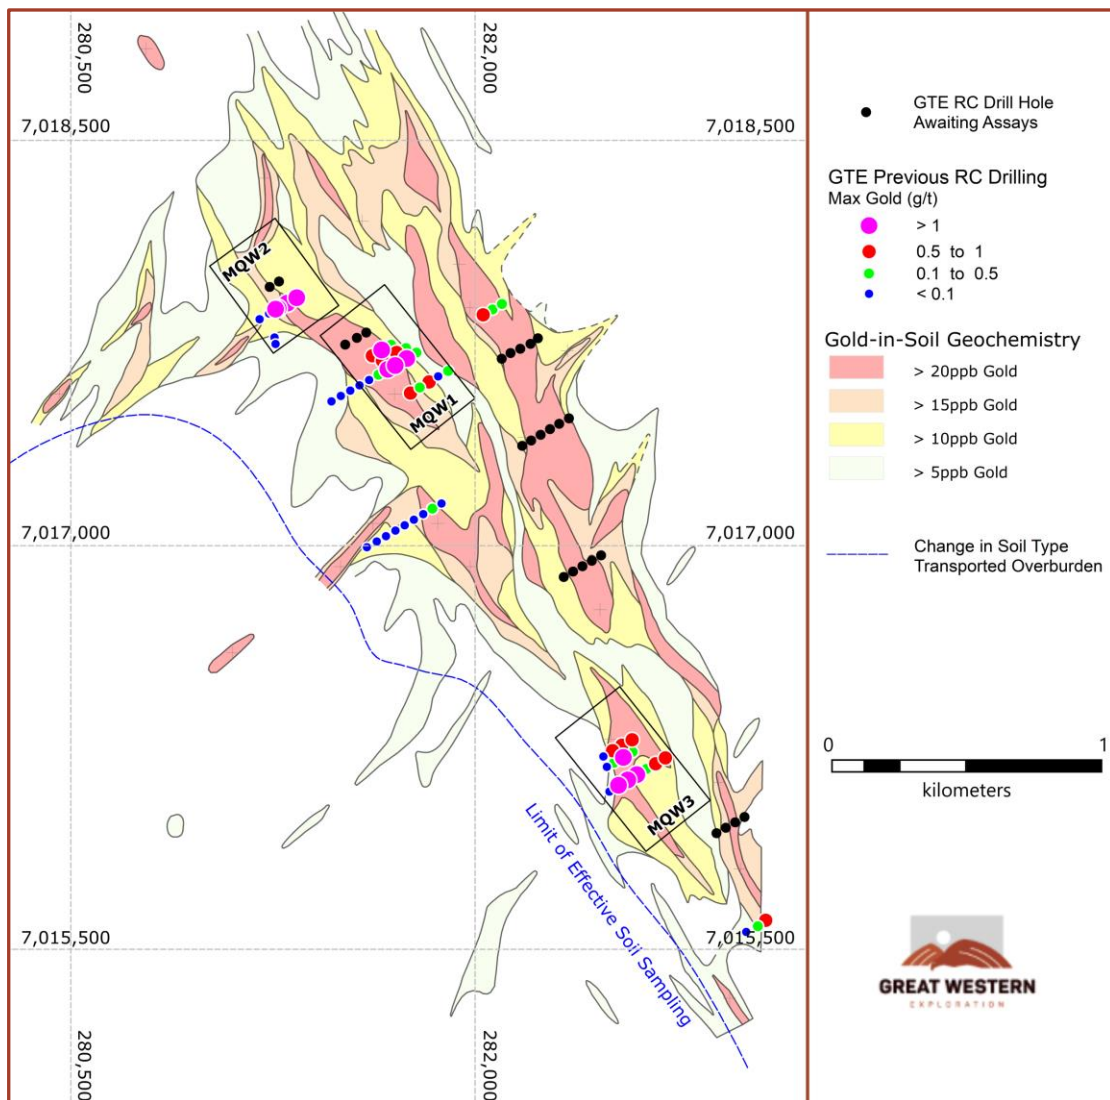 280,500
282,000
7,018,500
7,018,500
MQW2
MQW1
7,017,000
7,017,000
MQW3
Limit of Effective Soil Sampling
7,015,500
7,015,500
280,500
282,000
GTE RC Drill Hole
Awaiting Assays
GTE Previous RC Drilling
Max Gold (g/t)
> 1
0.5 to 1
0.1 to 0.5
< 0.1
Gold-in-Soil Geochemistry
> 20ppb Gold
> 15ppb Gold
> 10ppb Gold
> 5ppb Gold
Change in Soil Type
Transported Overburden
0 1
kilometers
GREAT WESTERN
EXPLORATION